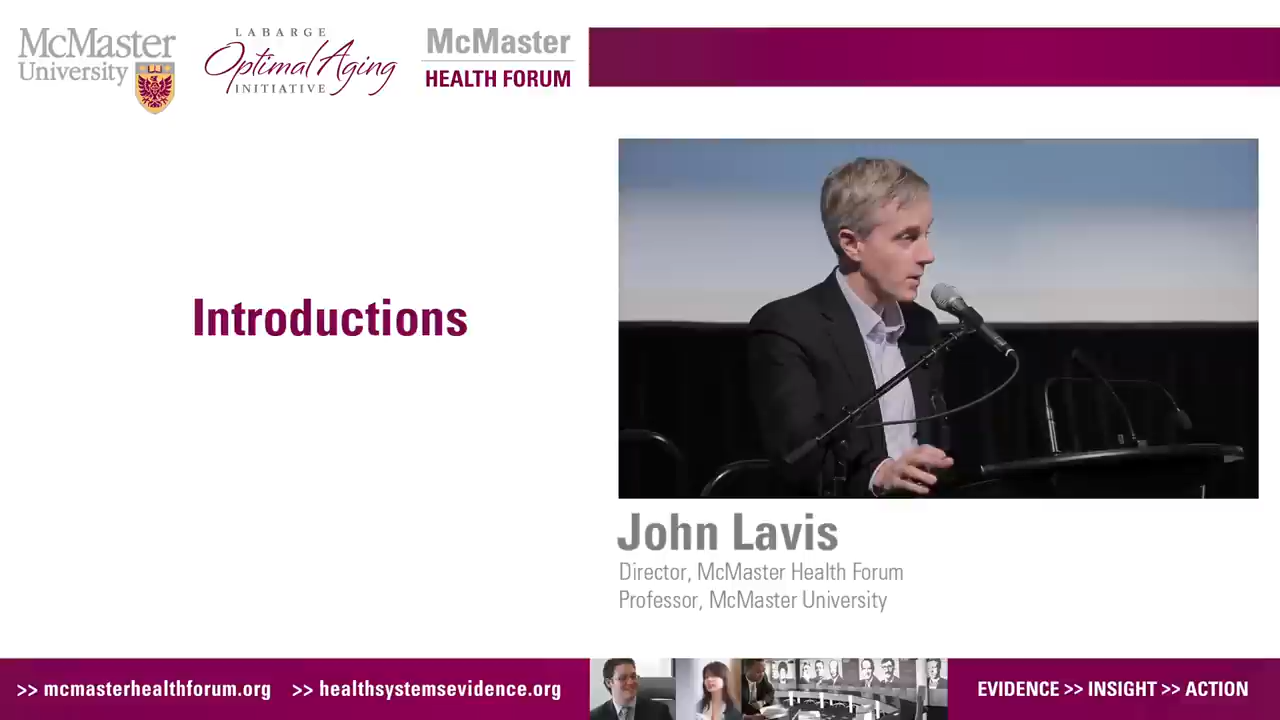 McMaster
University
LABARGE
Optimal Aging
INITIATIVE
McMaster
HEALTH FORUM
Introductions
John Lavis
Director, McMaster Health Forum
Professor, McMaster University
>> mcmasterhealthforum.org >> healthsystemsevidence.org
EVIDENCE >> INSIGHT >> ACTION